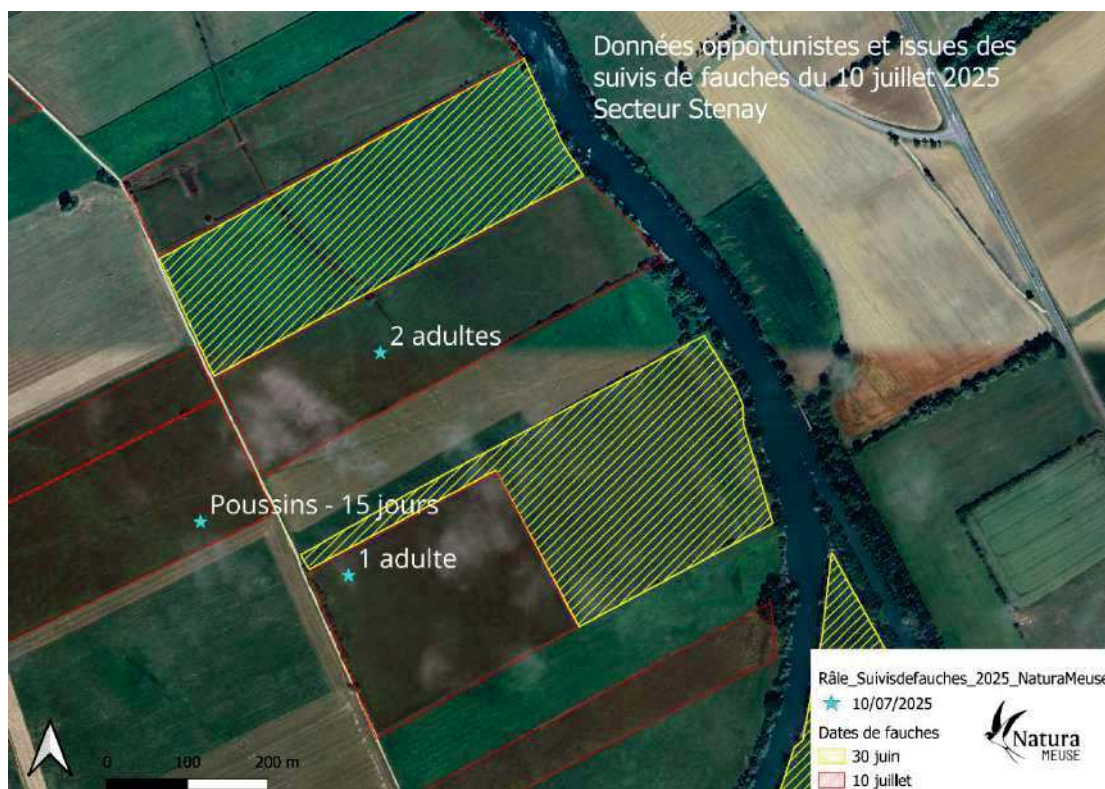 Données opportunistes et issues des
suivis de fauches du 10 juillet 2025
Secteur Stenay
2 adultes
Poussins - 15 jours
1 adulte
Râle_Suivisdefauches_2025_NaturaMeuse
10/07/2025
Dates de fauches
30 juin
10 juillet
Natura
MEUSE
0 100 200 m